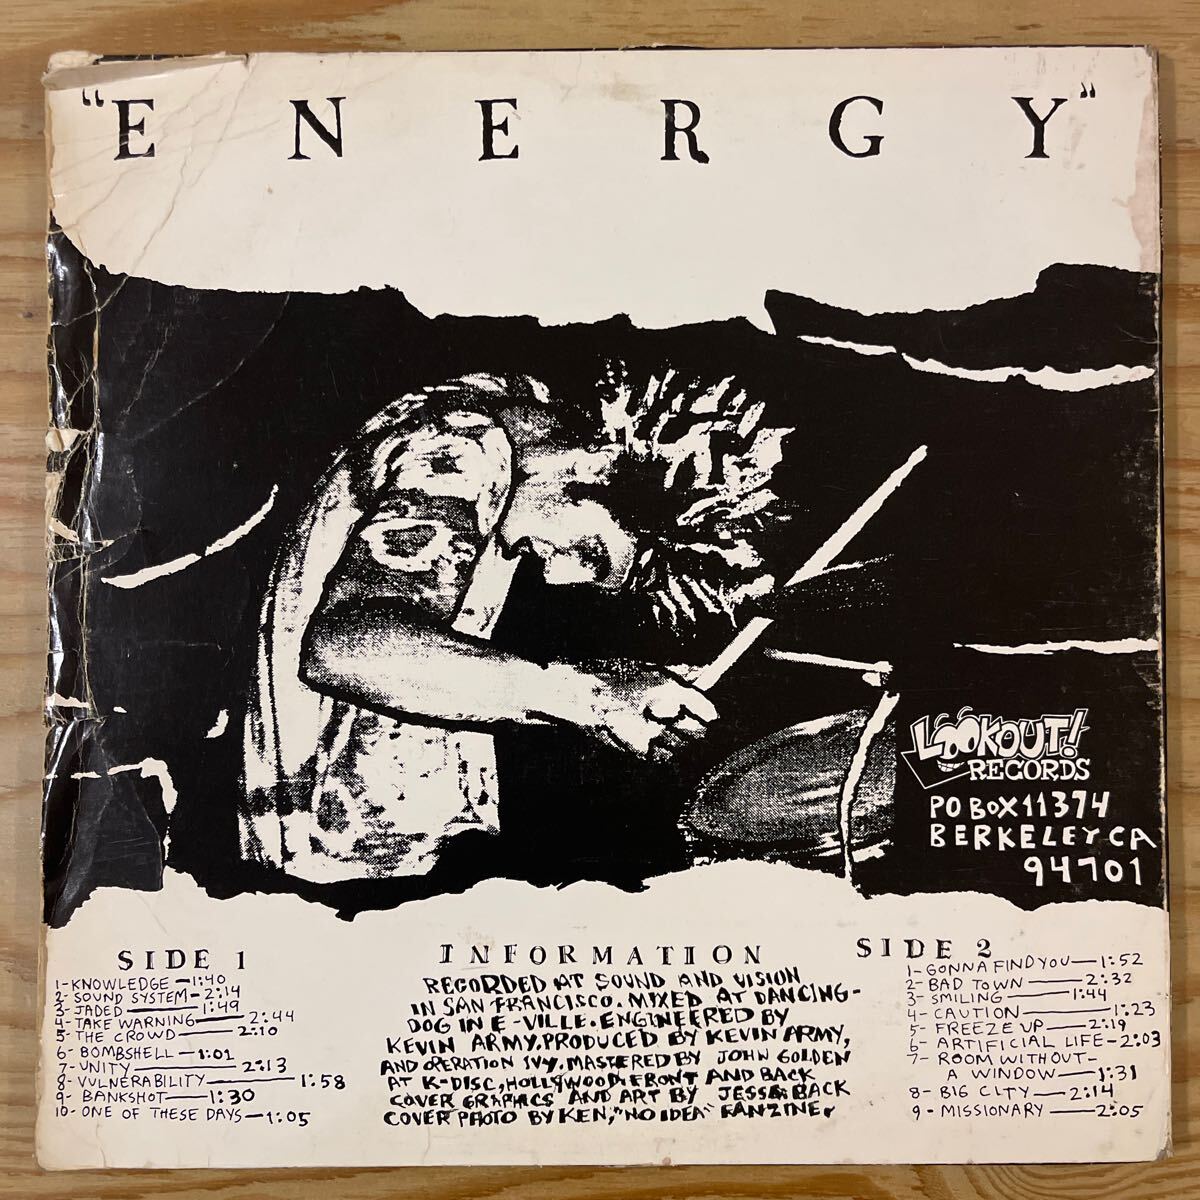 "ENERGY"
LOOKOUT!
RECORDS
PO BOX 11374
BERKELEY CA
94701
SIDE 1
1-KNOWLEDGE—1:40
2-SOUND SYSTEM-2:14
3-JADED—1:49
4-TAKE WARNING—2:44
5-THE CROWD—2:10
6-BOMBSHELL—1:01
7-UNITY—2:13
8-VULNERABILITY—1:58
9-BANKSHOT—1:30
10-ONE OF THESE DAYS-1:05
INFORMATION
RECORDED AT SOUND AND VISION
IN SAN FRANCISCO. MIXED AT DANCING-
DOG IN E-VILLE. ENGINEERED BY
KEVIN ARMY. PRODUCED BY KEVIN ARMY,
AND OPERATION IVY. MASTERED BY JOHN GOLDEN
AT K-DISC, HOLLYWOOD. FRONT AND BACK
COVER GRAPHICS AND ART BY JESSE. BACK
COVER PHOTO BY KEN, "NO IDEA" FANZINE.
SIDE 2
1-GONNA FIND YOU—1:52
2-BAD TOWN—2:32
3-SMILING—1:44
4-CAUTION—1:23
5-FREEZE UP—2:19
6-ARTIFICIAL LIFE-2:03
7-ROOM WITHOUT-
A WINDOW—1:31
8-BIG CITY—2:14
9-MISSIONARY—2:05